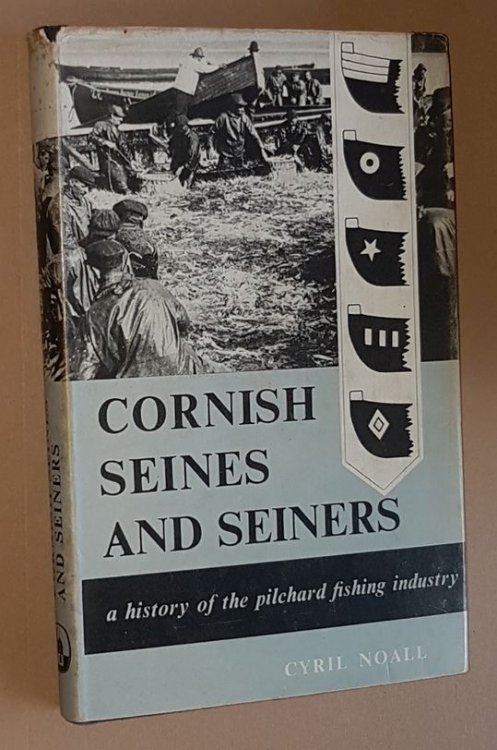 CORNISH
SEINES
AND SEINERS
a history of the pilchard fishing industry
CYRIL NOALL
AND SEINERS